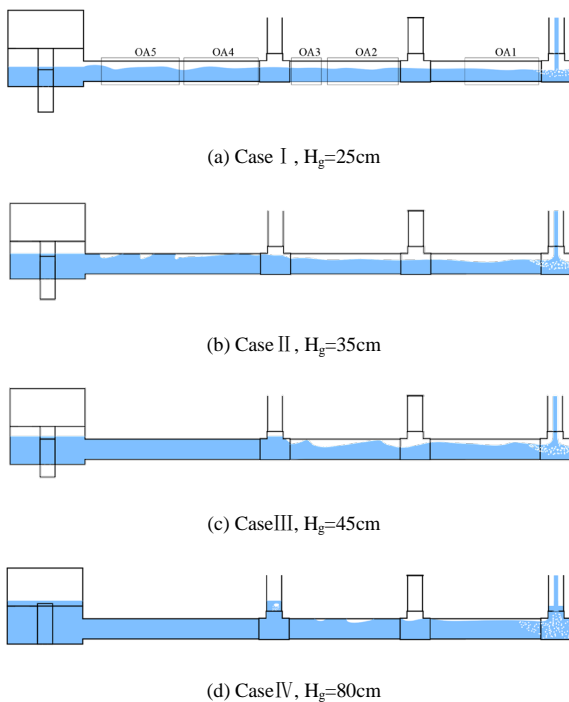 OA5 OA4 OA3 OA2 OA1
(a) Case Ⅰ, Hg=25cm
(b) Case Ⅱ, Hg=35cm
(c) CaseⅢ, Hg=45cm
(d) CaseⅣ, Hg=80cm